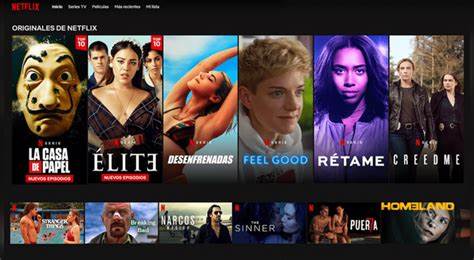 NETFLIX Inicio Series TV Películas Más recientes Mi lista
ORIGINALES DE NETFLIX
TOP 10 TOP 10
SERIE SERIE SERIE SERIE SERIE SERIE
LA CASA DE PAPEL ÉLITE DESENFRENADAS FEEL GOOD RÉTAME CREEDME
NUEVOS EPISODIOS NUEVOS EPISODIOS
STRANGER THINGS Breaking Bad NARCOS MÉXICO THE SINNER PUERTA 7 HOMELAND